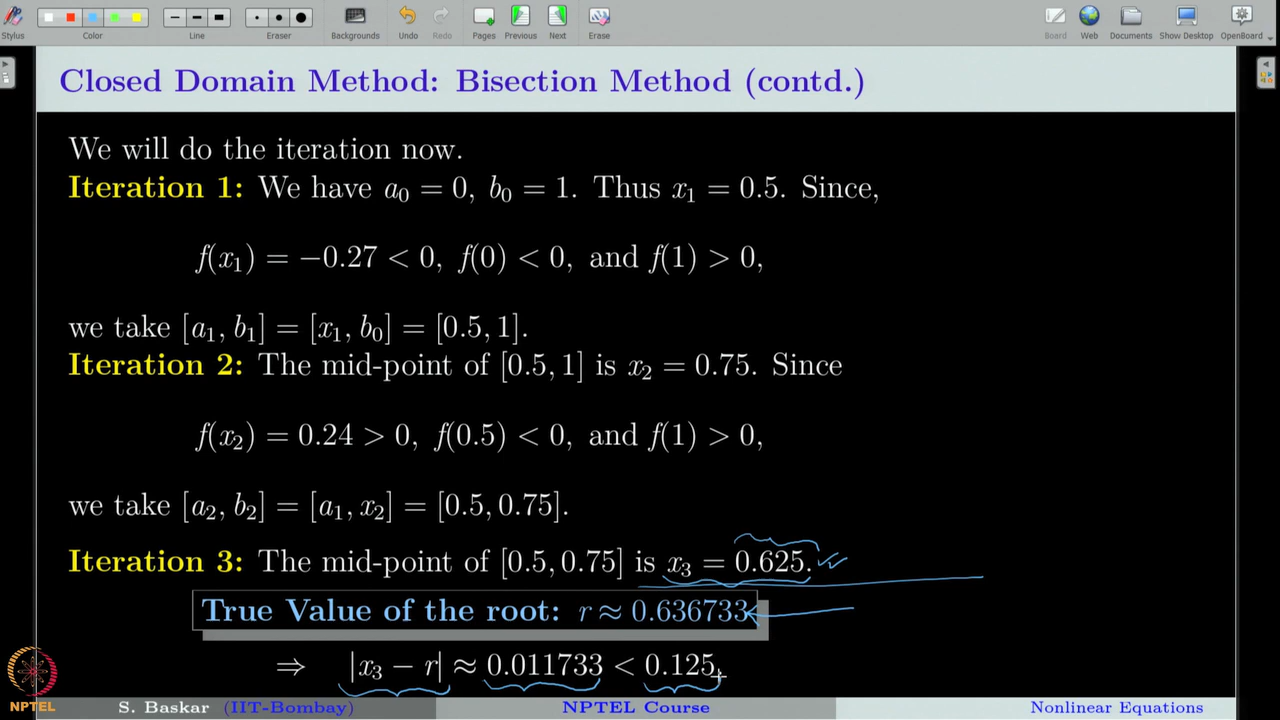 Stylus Color Line Eraser Backgrounds Undo Redo Pages Previous Next Erase Board Web Documents Show Desktop OpenBoard
Closed Domain Method: Bisection Method (contd.)
We will do the iteration now.
Iteration 1: We have a₀ = 0, b₀ = 1. Thus x₁ = 0.5. Since,
f(x₁) = −0.27 < 0, f(0) < 0, and f(1) > 0,
we take [a₁, b₁] = [x₁, b₀] = [0.5, 1].
Iteration 2: The mid-point of [0.5, 1] is x₂ = 0.75. Since
f(x₂) = 0.24 > 0, f(0.5) < 0, and f(1) > 0,
we take [a₂, b₂] = [a₁, x₂] = [0.5, 0.75].
Iteration 3: The mid-point of [0.5, 0.75] is x₃ = 0.625.
True Value of the root: r ≈ 0.636733
⇒ |x₃ − r| ≈ 0.011733 < 0.125.
NPTEL
S. Baskar (IIT-Bombay) NPTEL Course Nonlinear Equations